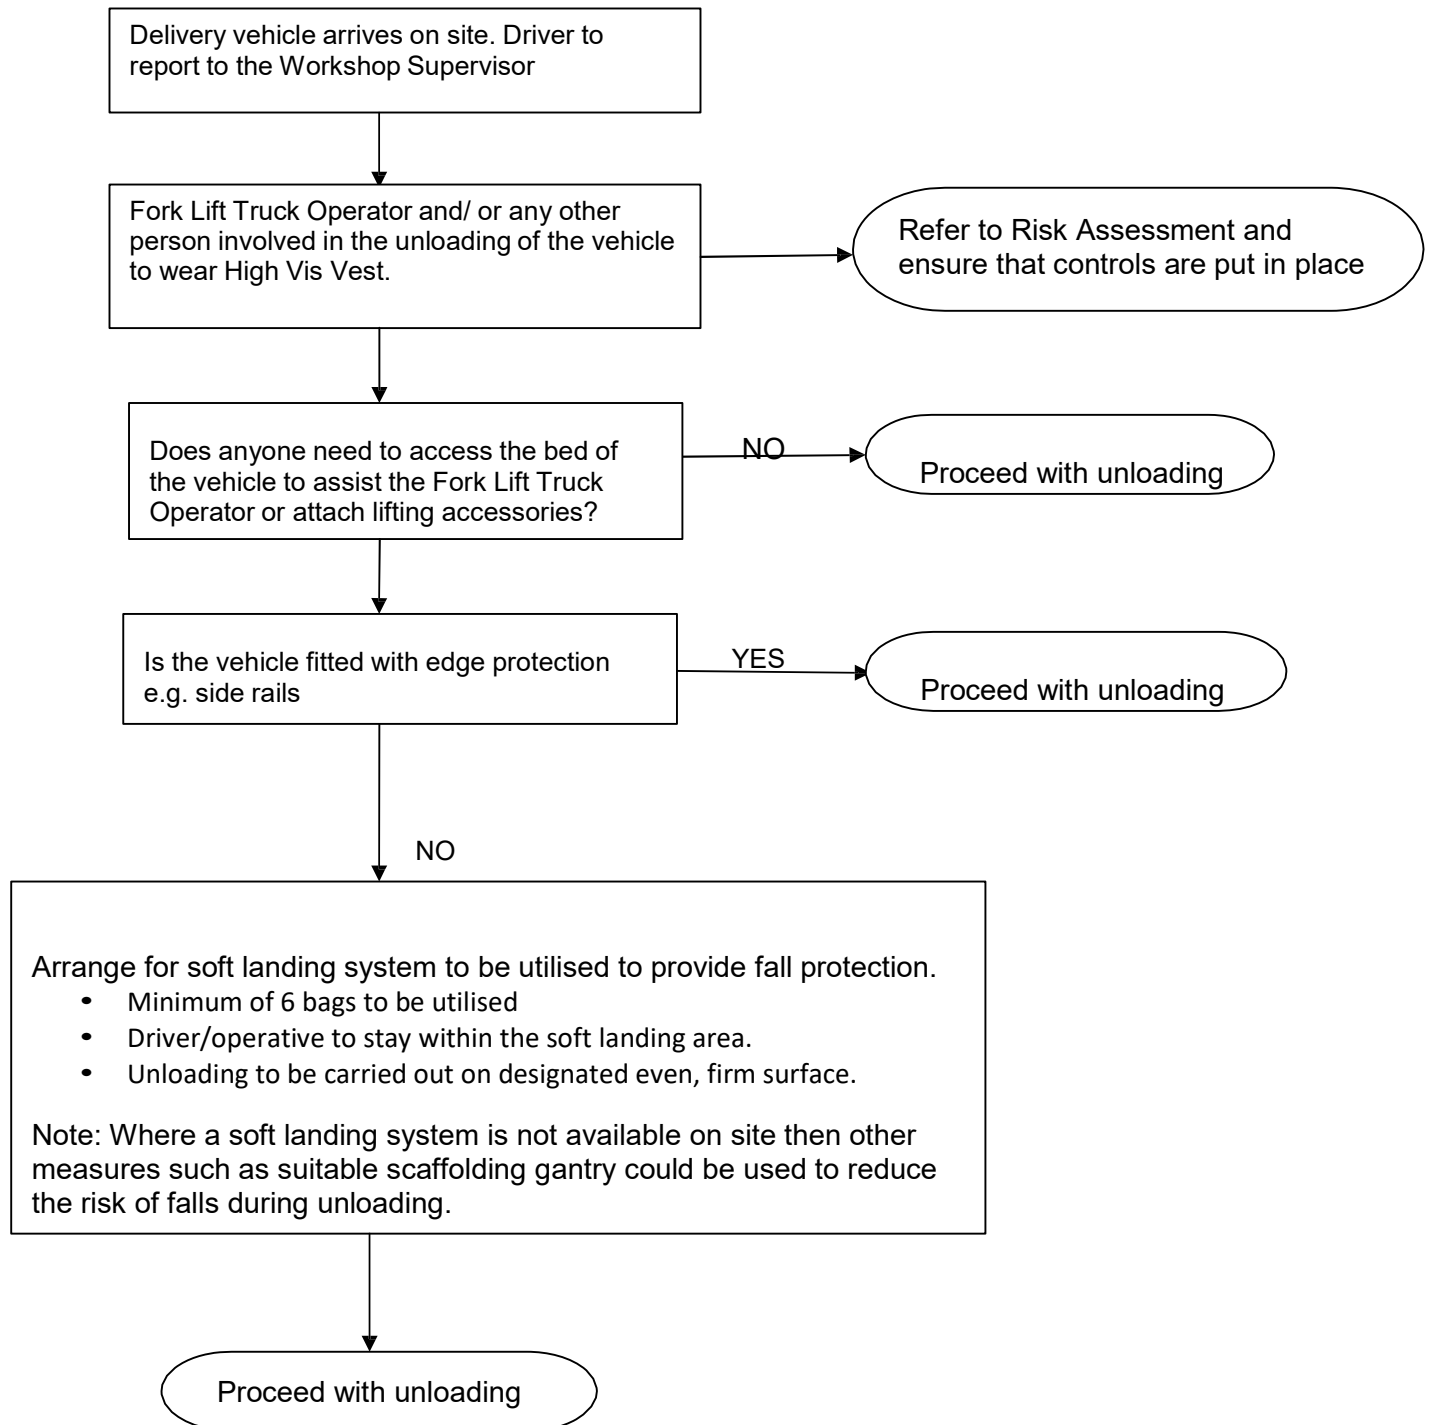 Delivery vehicle arrives on site. Driver to
report to the Workshop Supervisor
Fork Lift Truck Operator and/ or any other
person involved in the unloading of the vehicle
to wear High Vis Vest.
Refer to Risk Assessment and
ensure that controls are put in place
Does anyone need to access the bed of
the vehicle to assist the Fork Lift Truck
Operator or attach lifting accessories?
NO
Proceed with unloading
Is the vehicle fitted with edge protection
e.g. side rails
YES
Proceed with unloading
NO
Arrange for soft landing system to be utilised to provide fall protection.
• Minimum of 6 bags to be utilised
• Driver/operative to stay within the soft landing area.
• Unloading to be carried out on designated even, firm surface.
Note: Where a soft landing system is not available on site then other
measures such as suitable scaffolding gantry could be used to reduce
the risk of falls during unloading.
Proceed with unloading